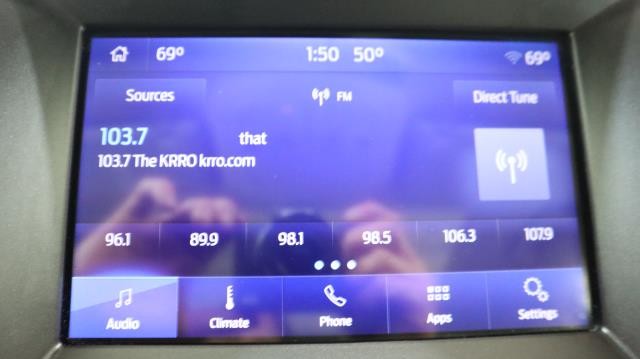 69° 1:50 50° 69°
Sources FM Direct Tune
103.7 that
103.7 The KRRO krro.com
96.1 89.9 98.1 98.5 106.3 107.9
Audio Climate Phone Apps Settings